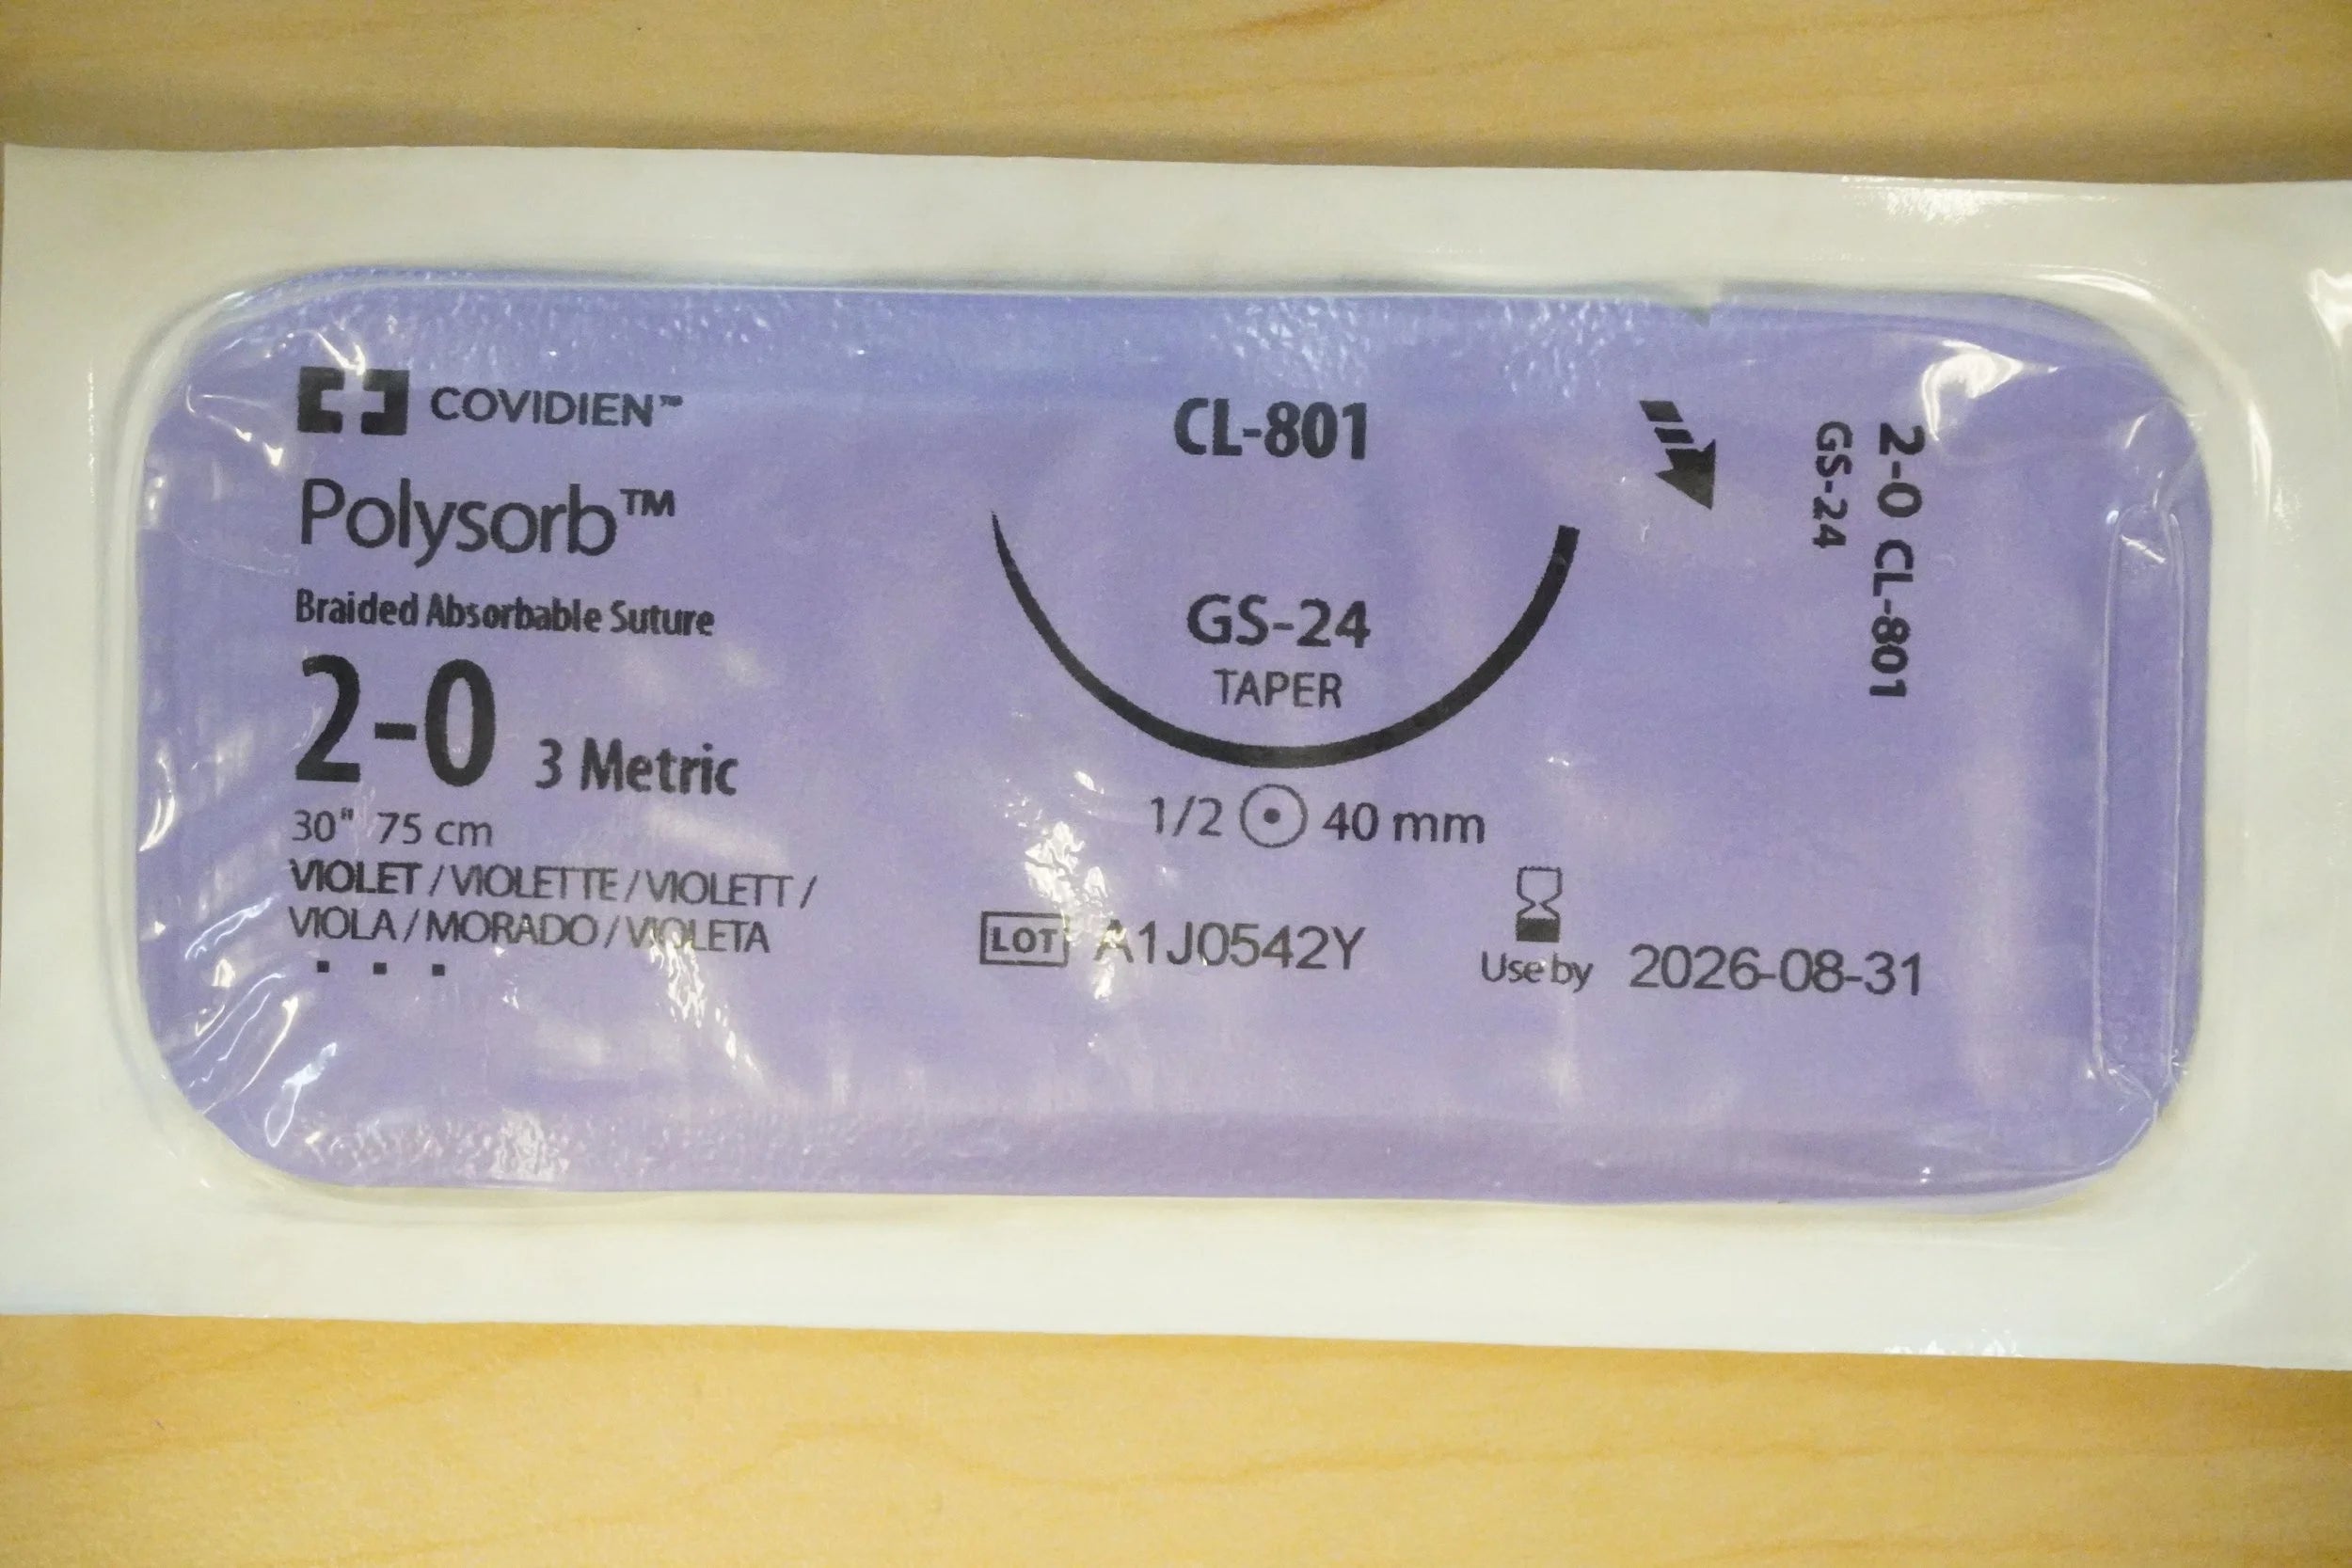 COVIDIEN™
Polysorb™
Braided Absorbable Suture
2-0 3 Metric
30" 75 cm
VIOLET / VIOLETTE / VIOLETT /
VIOLA / MORADO / VIOLETA
CL-801
GS-24
TAPER
1/2 40 mm
LOT A1J0542Y
Use by 2026-08-31
2-0 CL-801
GS-24